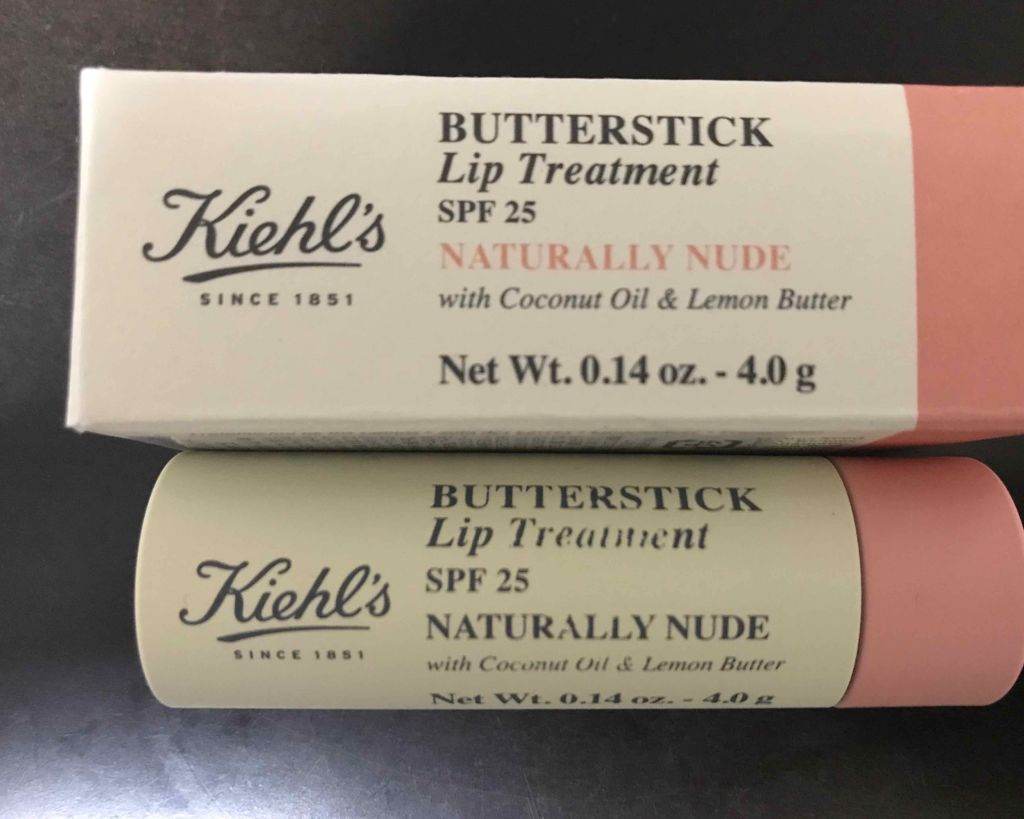 Kiehl's
SINCE 1851
BUTTERSTICK
Lip Treatment
SPF 25
NATURALLY NUDE
with Coconut Oil & Lemon Butter
Net Wt. 0.14 oz. - 4.0 g
Kiehl's
SINCE 1851
BUTTERSTICK
Lip Treatment
SPF 25
NATURALLY NUDE
with Coconut Oil & Lemon Butter
Net Wt. 0.14 oz. - 4.0 g